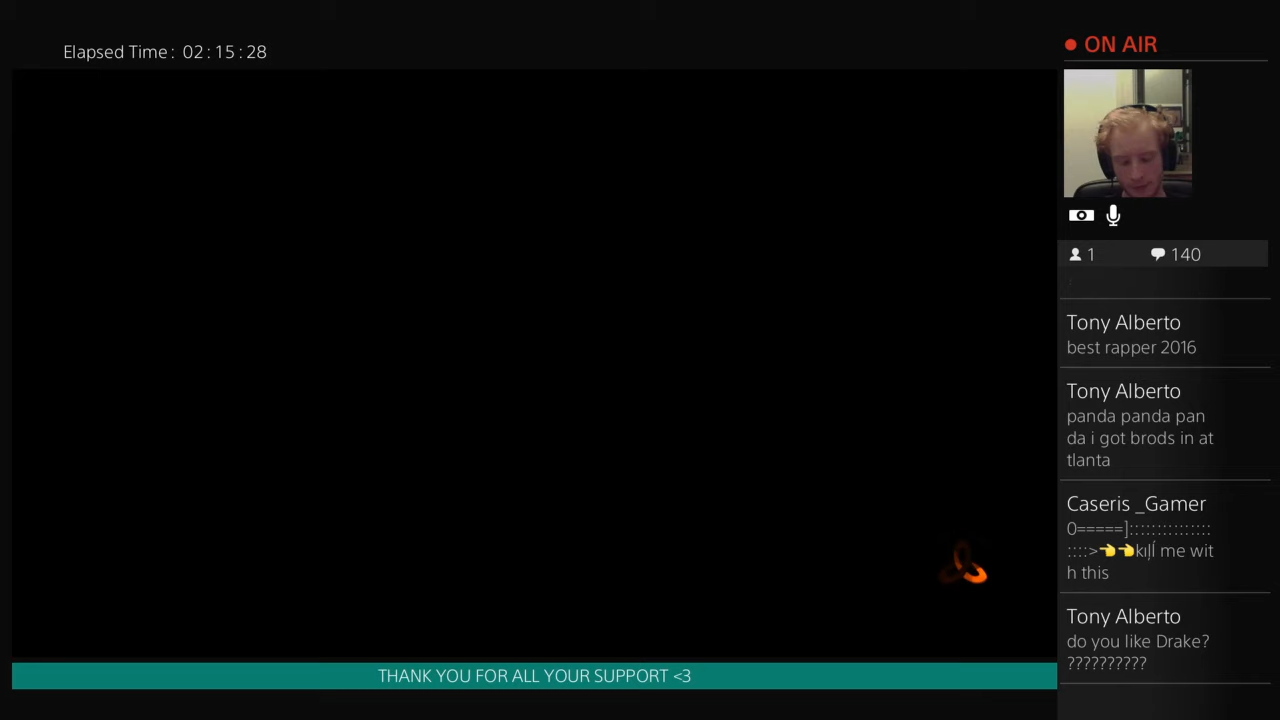 Elapsed Time: 02:15:28
ON AIR
1 140
Tony Alberto
best rapper 2016
Tony Alberto
panda panda pan
da i got brods in at
tlanta
Caseris _Gamer
0=====]:::::::::::::::
::::>👈👈kıḷĺ me wit
h this
Tony Alberto
do you like Drake?
??????????
THANK YOU FOR ALL YOUR SUPPORT <3